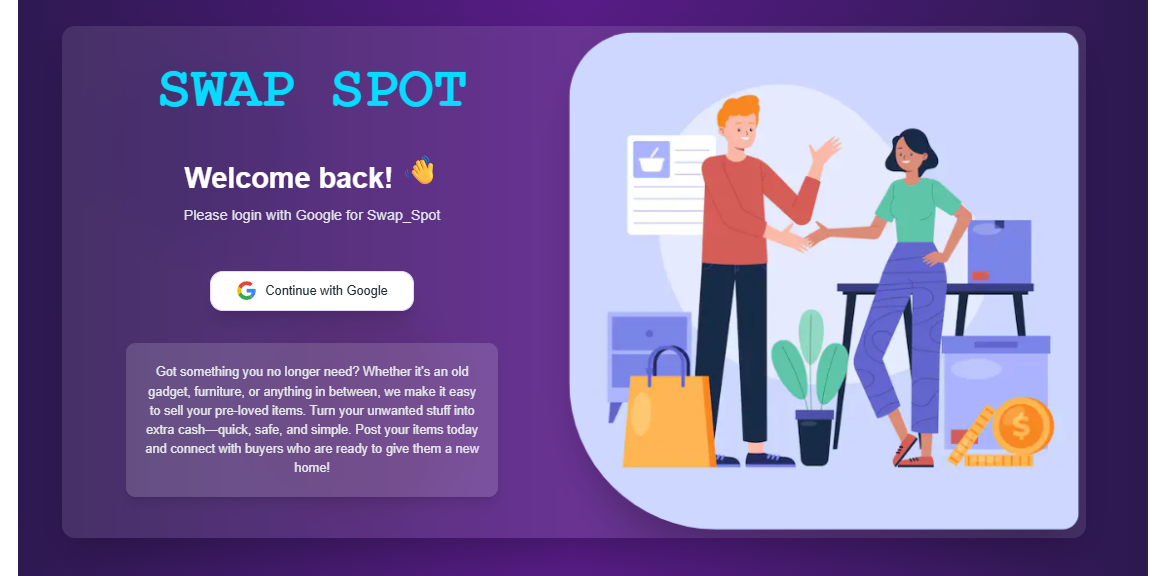 SWAP SPOT
Welcome back! 👋
Please login with Google for Swap_Spot
Continue with Google
Got something you no longer need? Whether it's an old
gadget, furniture, or anything in between, we make it easy
to sell your pre-loved items. Turn your unwanted stuff into
extra cash—quick, safe, and simple. Post your items today
and connect with buyers who are ready to give them a new
home!
$